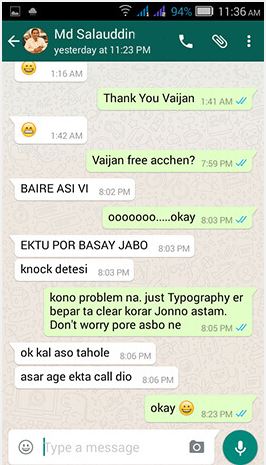 94% 11:36 AM
Md Salauddin
yesterday at 11:23 PM
😁 1:16 AM
Thank You Vaijan 1:41 AM
😁 1:42 AM
Vaijan free acchen? 7:59 PM
BAIRE ASI VI 8:02 PM
ooooooo.....okay 8:03 PM
EKTU POR BASAY JABO 8:03 PM
knock detesi 8:03 PM
kono problem na. just Typography er
bepar ta clear korar Jonno astam.
Don't worry pore asbo ne 8:05 PM
ok kal aso tahole 8:06 PM
asar age ekta call dio 8:06 PM
okay 😀 8:23 PM
Type a message